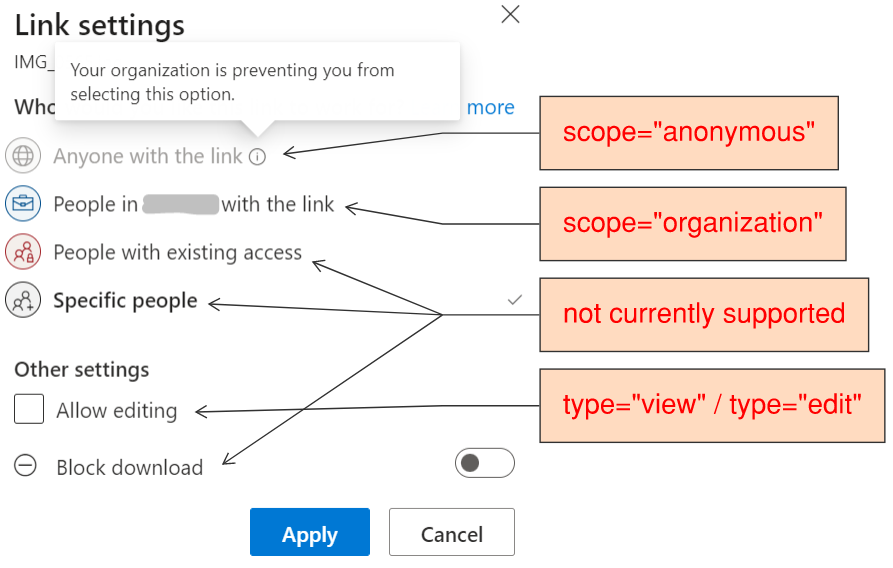 Link settings
IMG_
Your organization is preventing you from
selecting this option.
Who
more
Anyone with the link
scope="anonymous"
People in with the link
scope="organization"
People with existing access
Specific people
not currently supported
Other settings
Allow editing
type="view" / type="edit"
Block download
Apply
Cancel